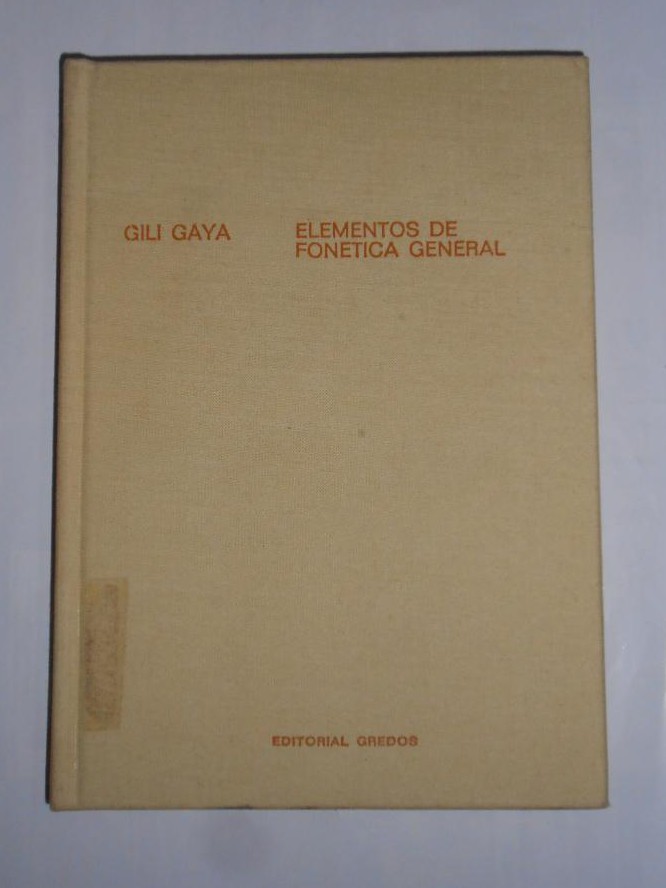 GILI GAYA
ELEMENTOS DE
FONETICA GENERAL
EDITORIAL GREDOS